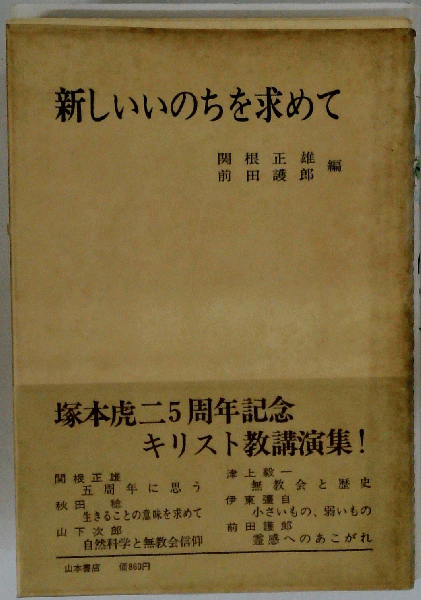 新しいいのちを求めて
関根正雄
前田護郎
編
塚本虎二5周年記念
キリスト教講演集！
関根正雄
五周年に思う
秋田稔
生きることの意味を求めて
山下次郎
自然科学と無教会信仰
津上毅一
無教会と歴史
伊東彊自
小さいもの、弱いもの
前田護郎
霊感へのあこがれ
山本書店 価860円